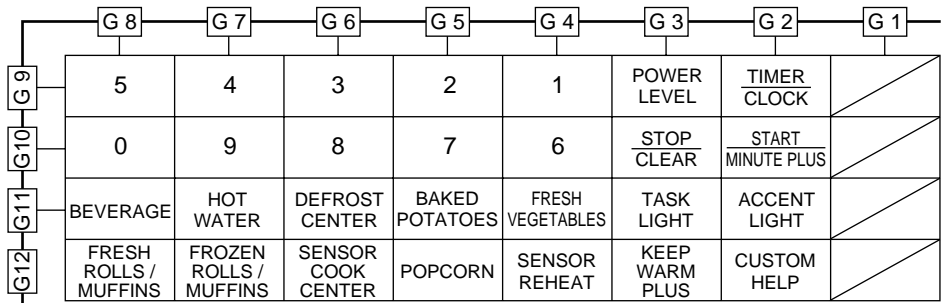 G 8 G 7 G 6 G 5 G 4 G 3 G 2 G 1
G 9 5 4 3 2 1 POWER LEVEL TIMER CLOCK
G10 0 9 8 7 6 STOP CLEAR START MINUTE PLUS
G11 BEVERAGE HOT WATER DEFROST CENTER BAKED POTATOES FRESH VEGETABLES TASK LIGHT ACCENT LIGHT
G12 FRESH ROLLS / MUFFINS FROZEN ROLLS / MUFFINS SENSOR COOK CENTER POPCORN SENSOR REHEAT KEEP WARM PLUS CUSTOM HELP